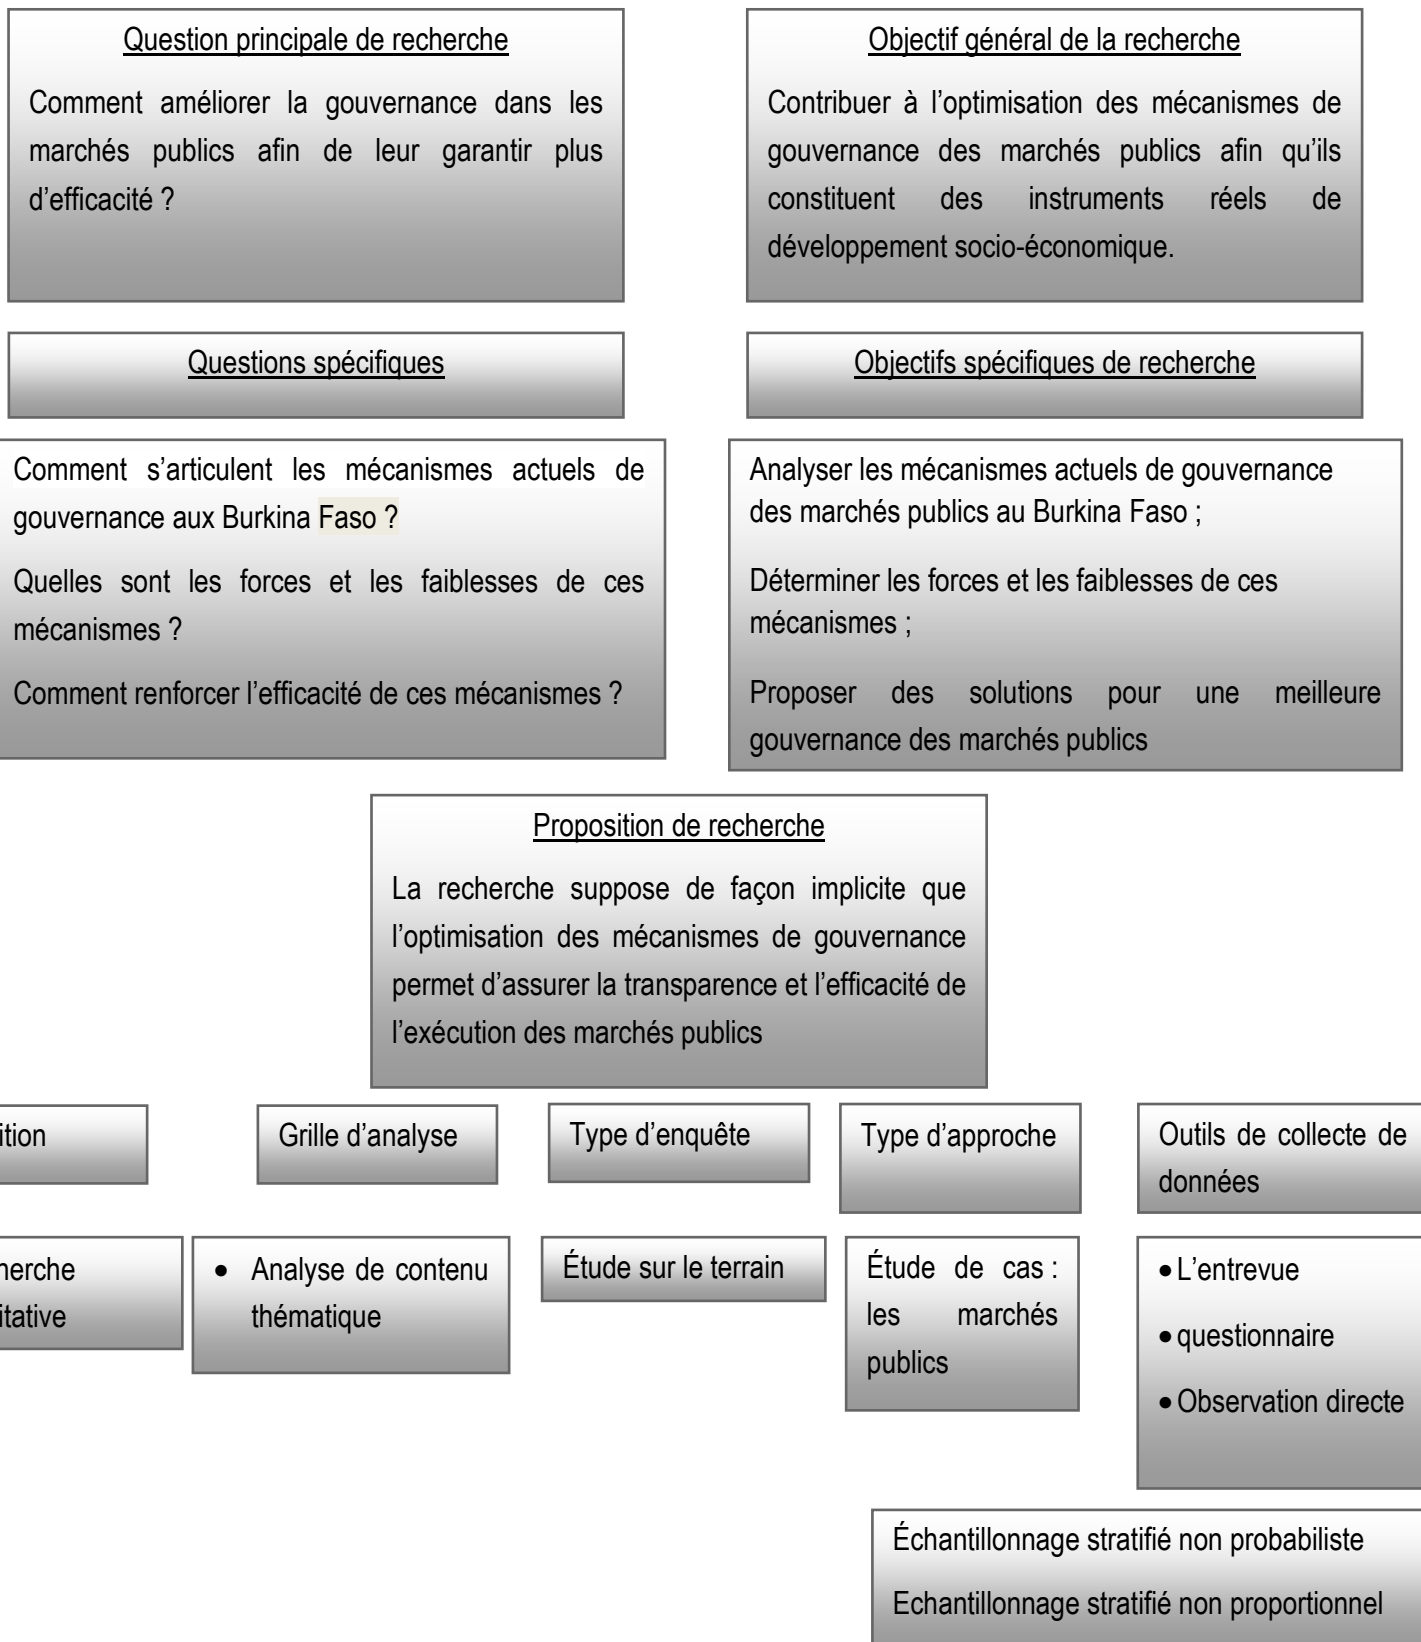 Question principale de recherche
Comment améliorer la gouvernance dans les
marchés publics afin de leur garantir plus
d’efficacité ?
Objectif général de la recherche
Contribuer à l’optimisation des mécanismes de
gouvernance des marchés publics afin qu’ils
constituent des instruments réels de
développement socio-économique.
Questions spécifiques
Objectifs spécifiques de recherche
Comment s’articulent les mécanismes actuels de
gouvernance aux Burkina Faso ?
Quelles sont les forces et les faiblesses de ces
mécanismes ?
Comment renforcer l’efficacité de ces mécanismes ?
Analyser les mécanismes actuels de gouvernance
des marchés publics au Burkina Faso ;
Déterminer les forces et les faiblesses de ces
mécanismes ;
Proposer des solutions pour une meilleure
gouvernance des marchés publics
Proposition de recherche
La recherche suppose de façon implicite que
l’optimisation des mécanismes de gouvernance
permet d’assurer la transparence et l’efficacité de
l’exécution des marchés publics
ition
Grille d’analyse
Type d’enquête
Type d’approche
Outils de collecte de
données
herche
itative
• Analyse de contenu
thématique
Étude sur le terrain
Étude de cas :
les marchés
publics
• L’entrevue
• questionnaire
• Observation directe
Échantillonnage stratifié non probabiliste
Echantillonnage stratifié non proportionnel